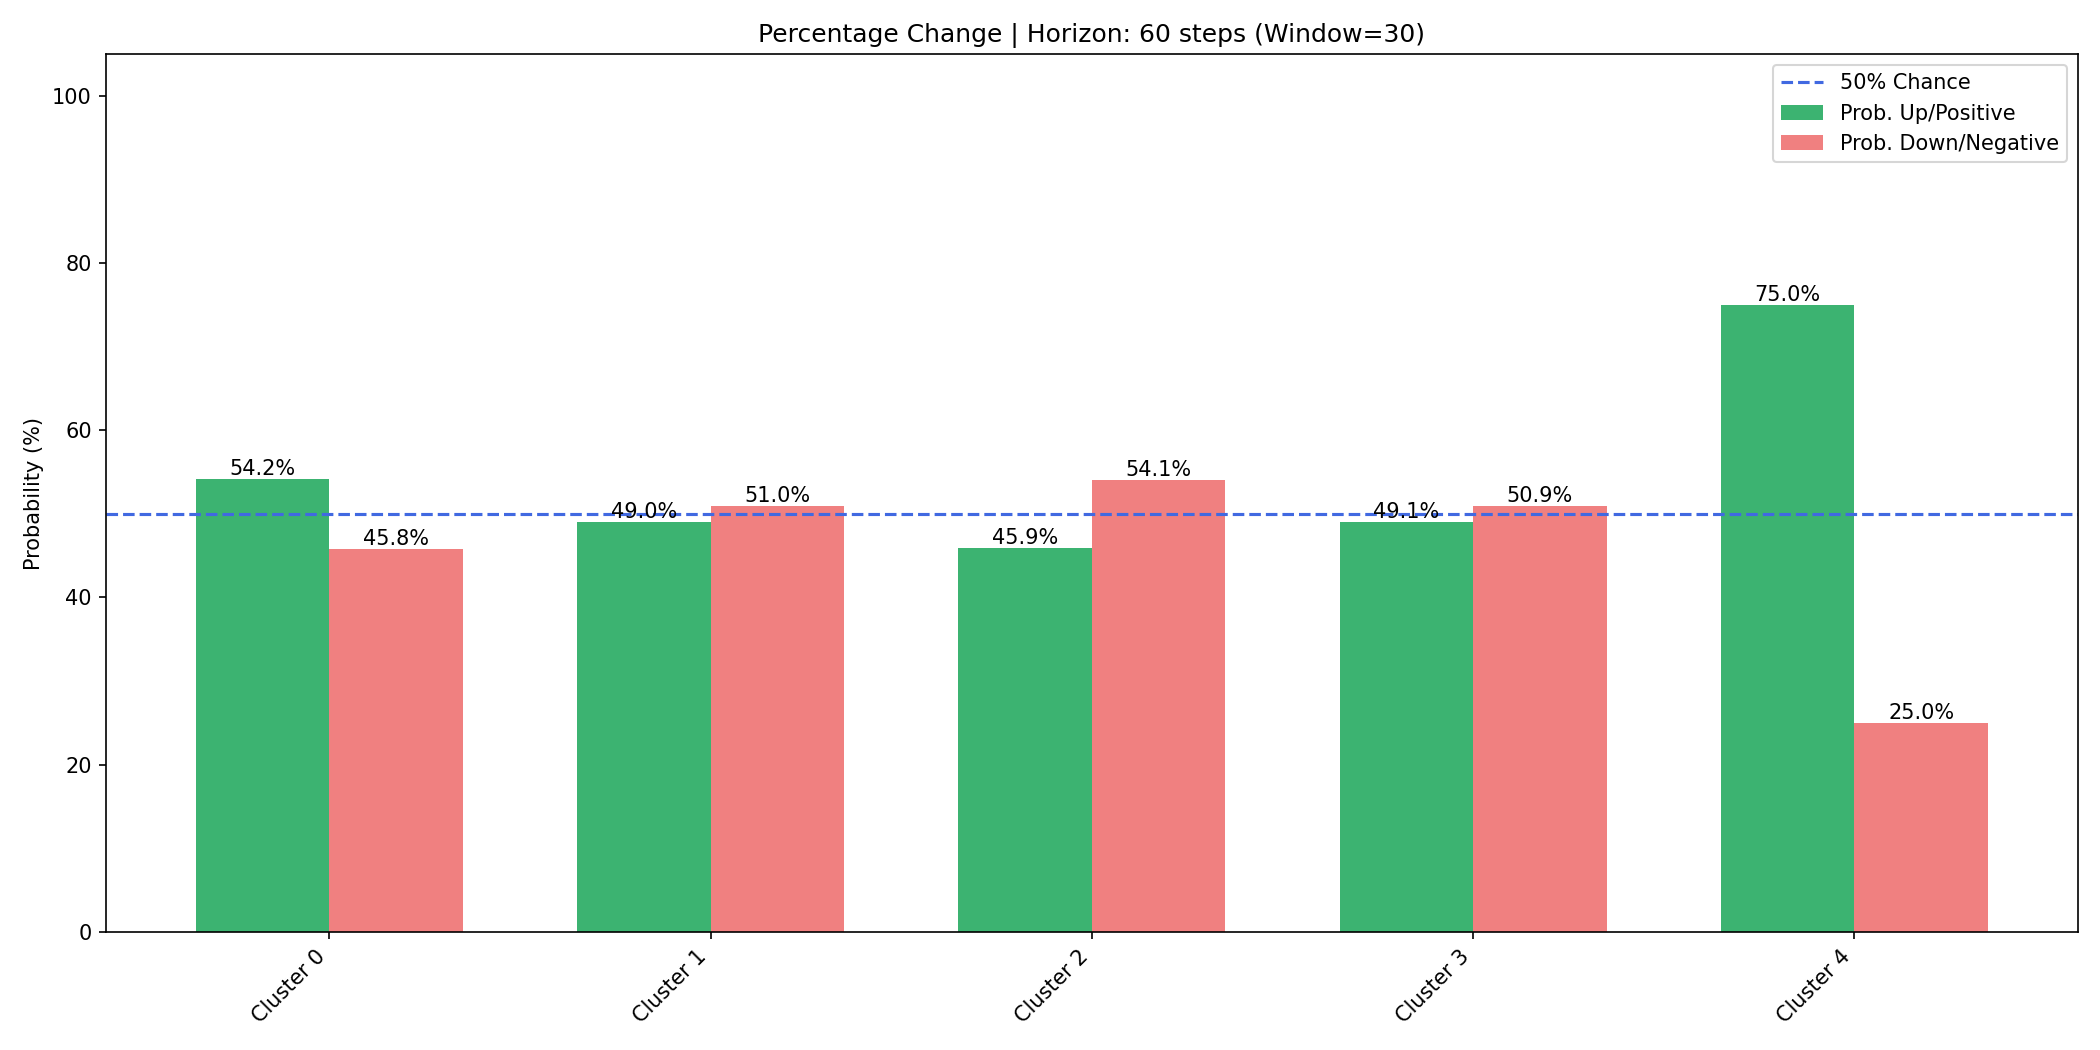 Percentage Change | Horizon: 60 steps (Window=30)
50% Chance
Prob. Up/Positive
Prob. Down/Negative
Probability (%)
100
80
60
40
20
0
54.2%
45.8%
49.0%
51.0%
45.9%
54.1%
49.1%
50.9%
75.0%
25.0%
Cluster 0
Cluster 1
Cluster 2
Cluster 3
Cluster 4